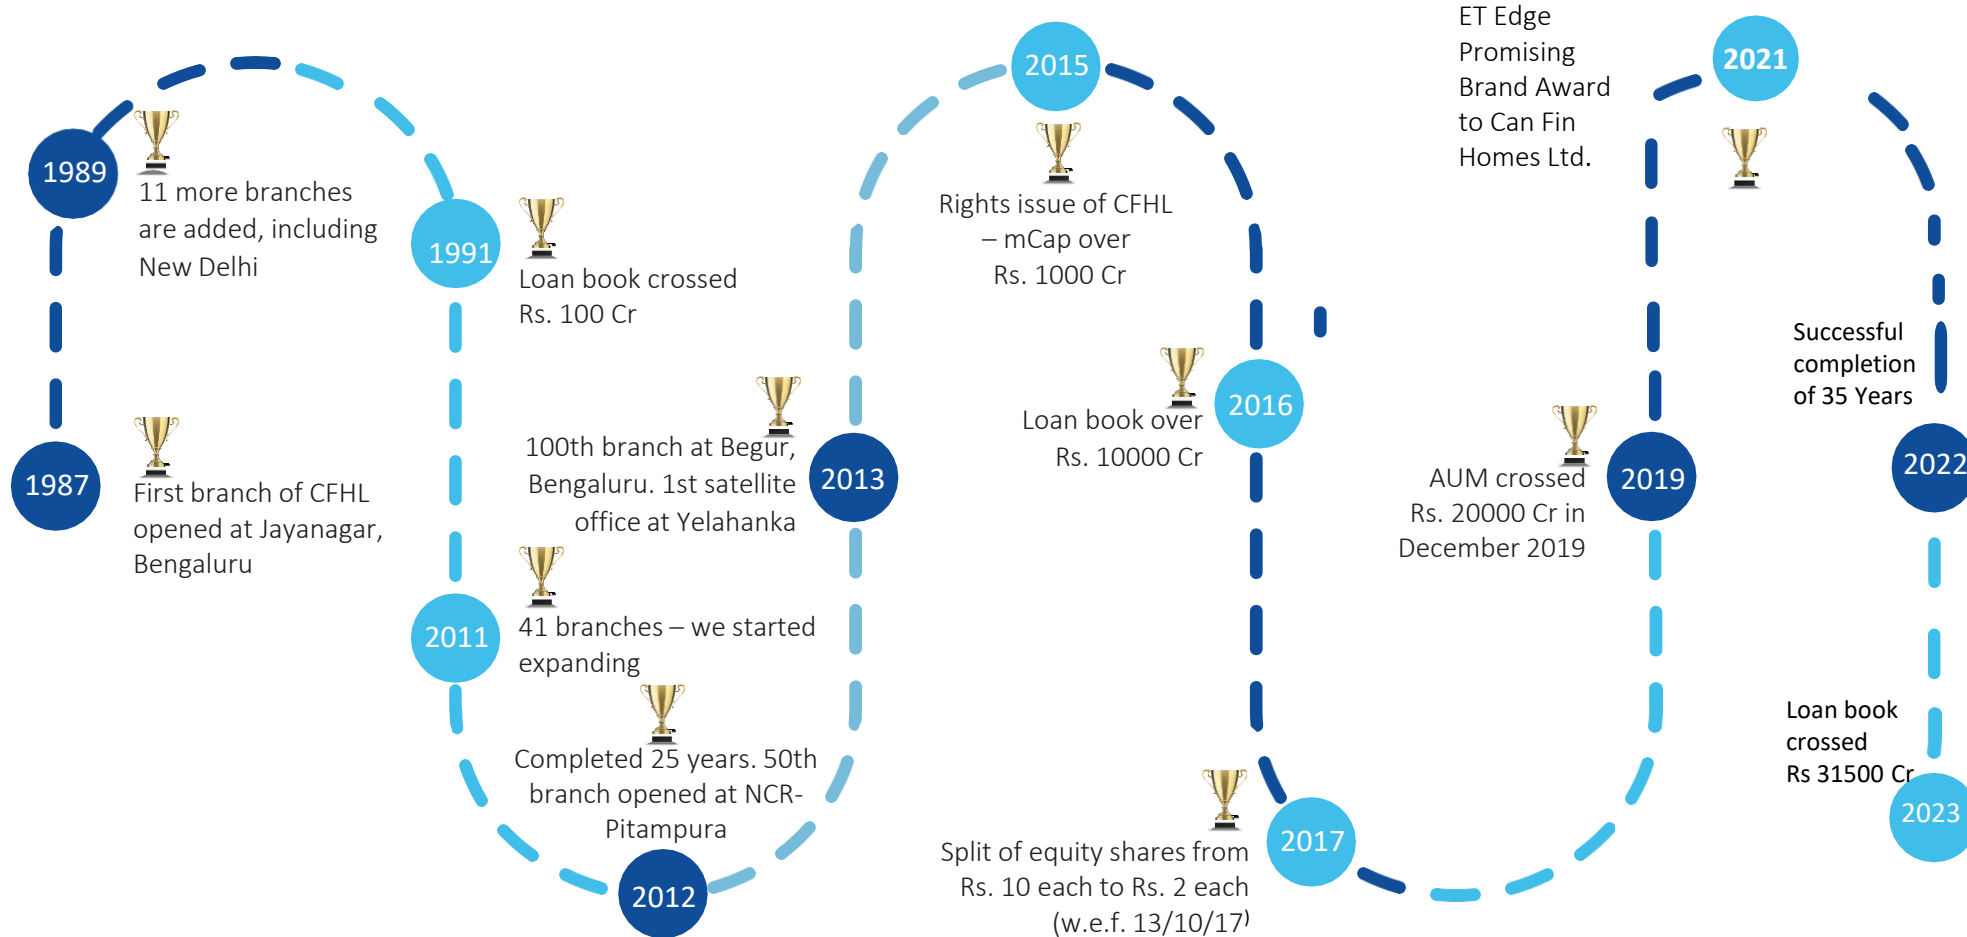 1987
First branch of CFHL
opened at Jayanagar,
Bengaluru
1989
11 more branches
are added, including
New Delhi
1991
Loan book crossed
Rs. 100 Cr
2011
41 branches – we started
expanding
Completed 25 years. 50th
branch opened at NCR-
Pitampura
2012
100th branch at Begur,
Bengaluru. 1st satellite
office at Yelahanka
2013
2015
Rights issue of CFHL
– mCap over
Rs. 1000 Cr
Loan book over
Rs. 10000 Cr
2016
Split of equity shares from
Rs. 10 each to Rs. 2 each
(w.e.f. 13/10/17)
2017
AUM crossed
Rs. 20000 Cr in
December 2019
2019
ET Edge
Promising
Brand Award
to Can Fin
Homes Ltd.
2021
Successful
completion
of 35 Years
2022
Loan book
crossed
Rs 31500 Cr
2023